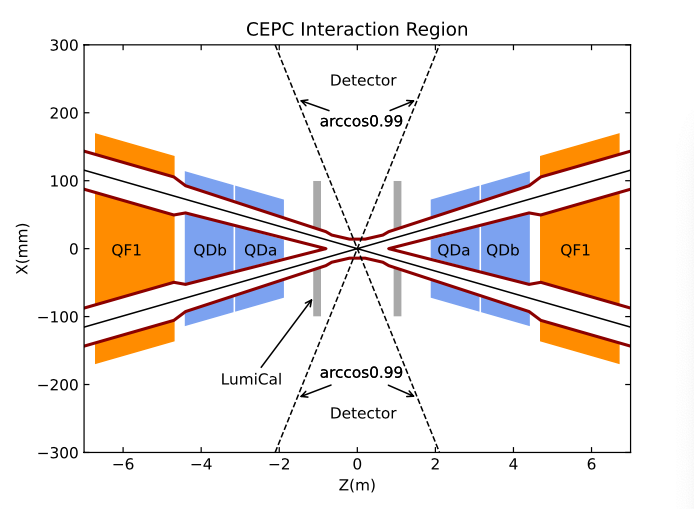 CEPC Interaction Region
300
200
100
0
−100
−200
−300
X(mm)
Detector
arccos0.99
QF1
QDb
QDa
QDa
QDb
QF1
LumiCal
arccos0.99
Detector
−6
−4
−2
0
2
4
6
Z(m)